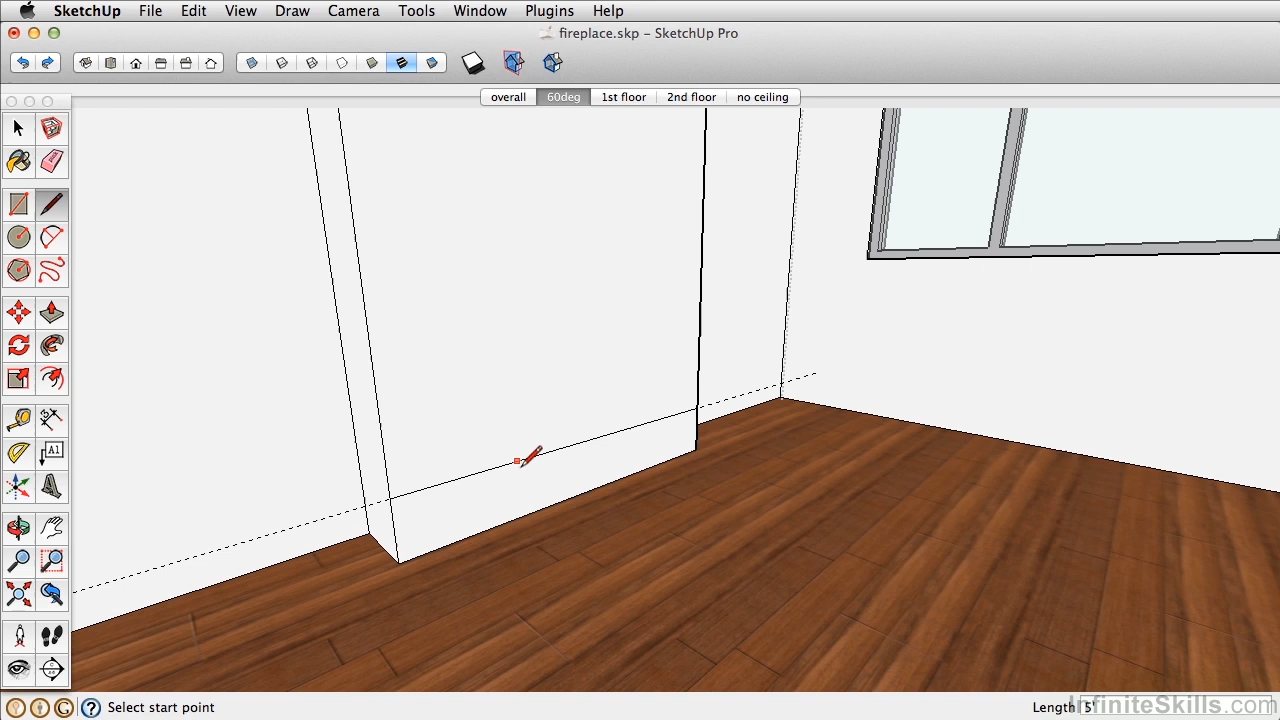 SketchUp File Edit View Draw Camera Tools Window Plugins Help
fireplace.skp – SketchUp Pro
overall 60deg 1st floor 2nd floor no ceiling
A1
Select start point
Length 5'
InfiniteSkills.com